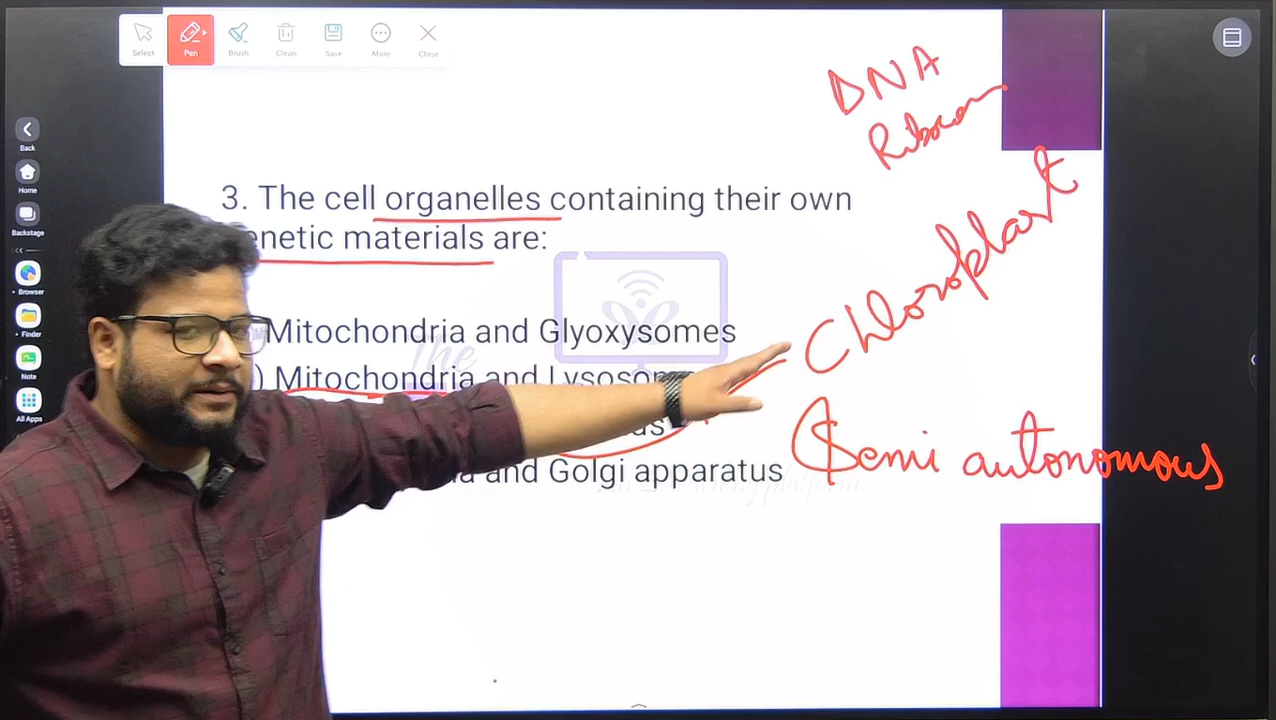 Select Pen Brush Clean Save More Close
DNA
Ribosom
Chloroplast
3. The cell organelles containing their own
enetic materials are:
Mitochondria and Glyoxysomes
) Mitochondria and Lysosome
and Golgi apparatus
Semi autonomous
The
Back
Home
Backstage
Browser
Finder
Note
All Apps